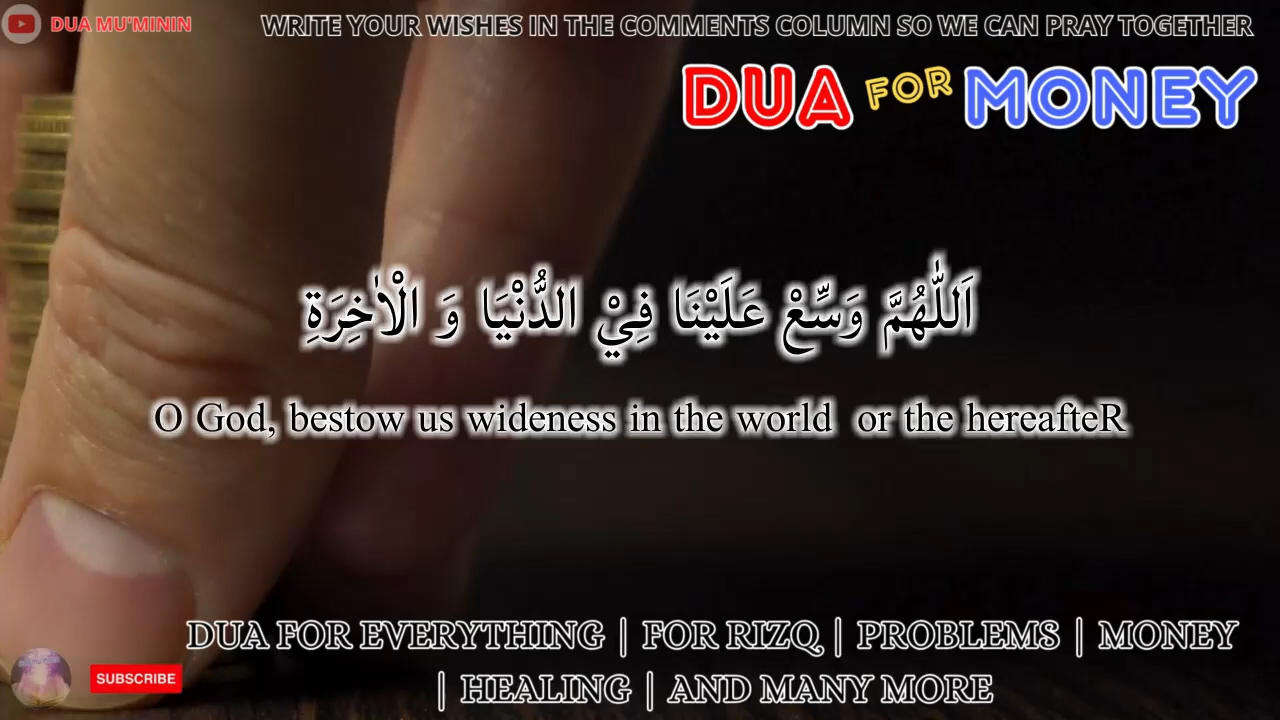 DUA MU'MININ
WRITE YOUR WISHES IN THE COMMENTS COLUMN SO WE CAN PRAY TOGETHER
DUA FOR MONEY
اَللّٰهُمَّ وَسِّعْ عَلَيْنَا فِيْ الدُّنْيَا وَ الْاٰخِرَةِ
O God, bestow us wideness in the world or the hereafteR
DUA FOR EVERYTHING | FOR RIZQ | PROBLEMS | MONEY
| HEALING | AND MANY MORE
SUBSCRIBE